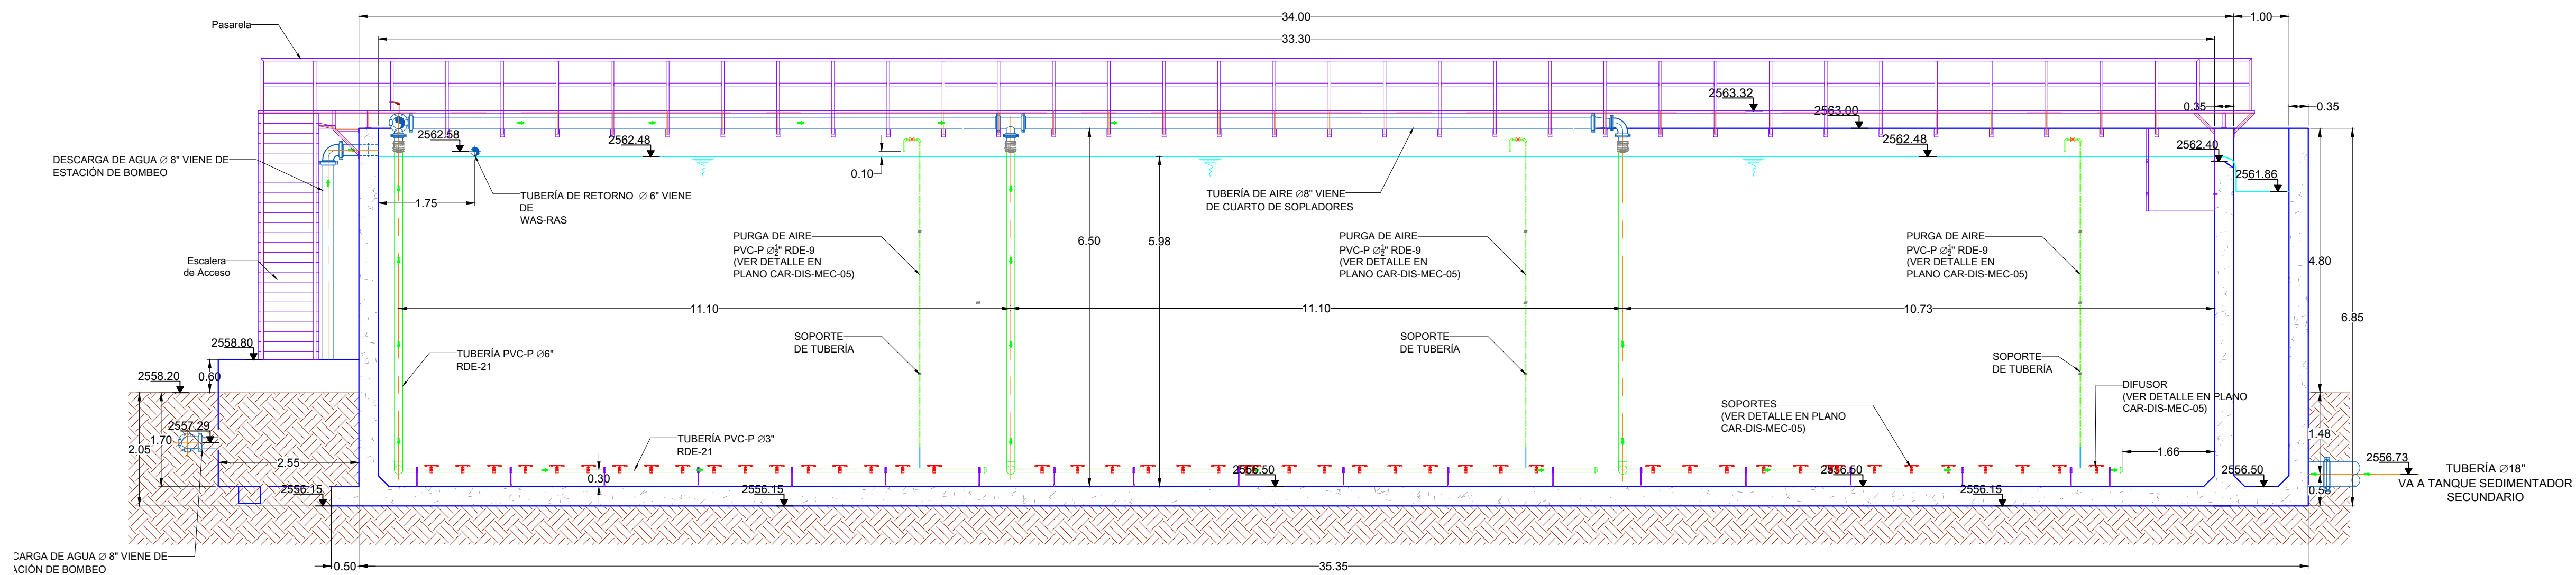 34.00
1.00
Pasarela
33.30
2563.32
0.35
0.35
2563.00
2562.58
2562.48
2562.48
2562.40
DESCARGA DE AGUA Ø 8" VIENE DE
ESTACIÓN DE BOMBEO
0.10
2561.86
TUBERÍA DE RETORNO Ø 6" VIENE
DE
WAS-RAS
1.75
TUBERÍA DE AIRE Ø8" VIENE
DE CUARTO DE SOPLADORES
PURGA DE AIRE
PVC-P Ø½" RDE-9
(VER DETALLE EN
PLANO CAR-DIS-MEC-05)
6.50
5.98
PURGA DE AIRE
PVC-P Ø½" RDE-9
(VER DETALLE EN
PLANO CAR-DIS-MEC-05)
PURGA DE AIRE
PVC-P Ø½" RDE-9
(VER DETALLE EN
PLANO CAR-DIS-MEC-05)
Escalera
de Acceso
4.80
11.10
11.10
10.73
6.85
2558.80
SOPORTE
DE TUBERÍA
SOPORTE
DE TUBERÍA
SOPORTE
DE TUBERÍA
TUBERÍA PVC-P Ø6"
RDE-21
2558.20
0.60
DIFUSOR
(VER DETALLE EN PLANO
CAR-DIS-MEC-05)
SOPORTES
(VER DETALLE EN PLANO
CAR-DIS-MEC-05)
2557.29
2.05
1.70
TUBERÍA PVC-P Ø3"
RDE-21
1.48
2.55
1.66
2556.73
0.30
2556.50
2556.50
2556.50
TUBERÍA Ø18"
VA A TANQUE SEDIMENTADOR
SECUNDARIO
2556.15
2556.15
2556.15
0.58
CARGA DE AGUA Ø 8" VIENE DE
ACIÓN DE BOMBEO
0.50
35.35